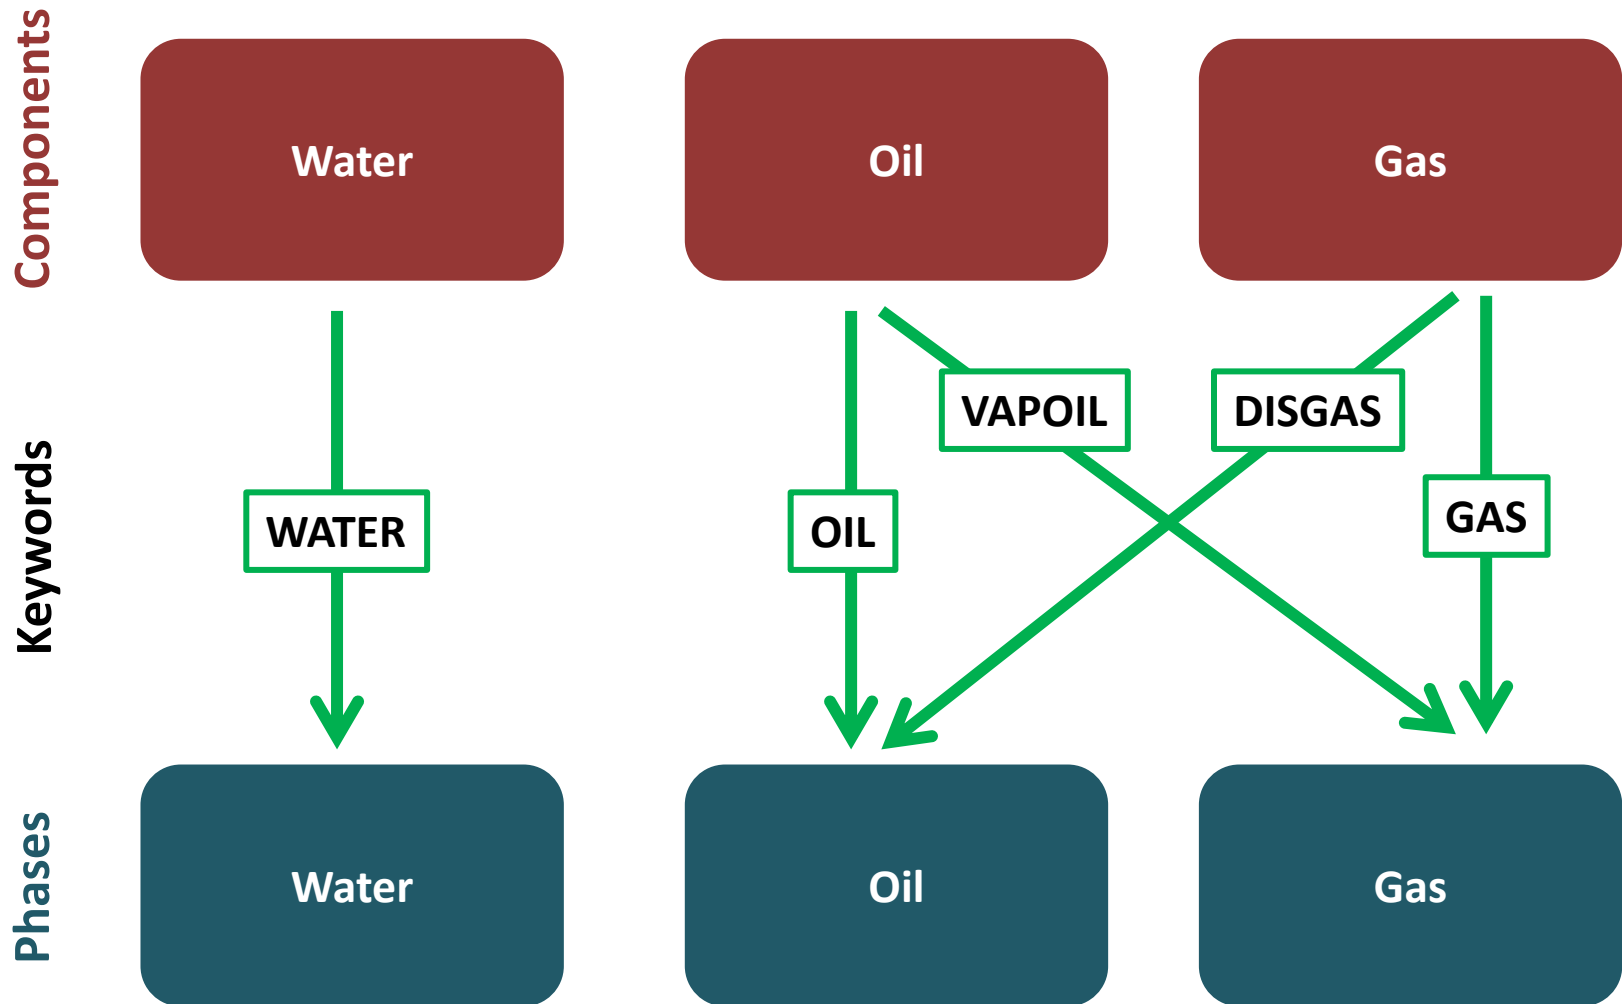 Components
Water
Oil
Gas
Keywords
VAPOIL
DISGAS
WATER
OIL
GAS
Phases
Water
Oil
Gas